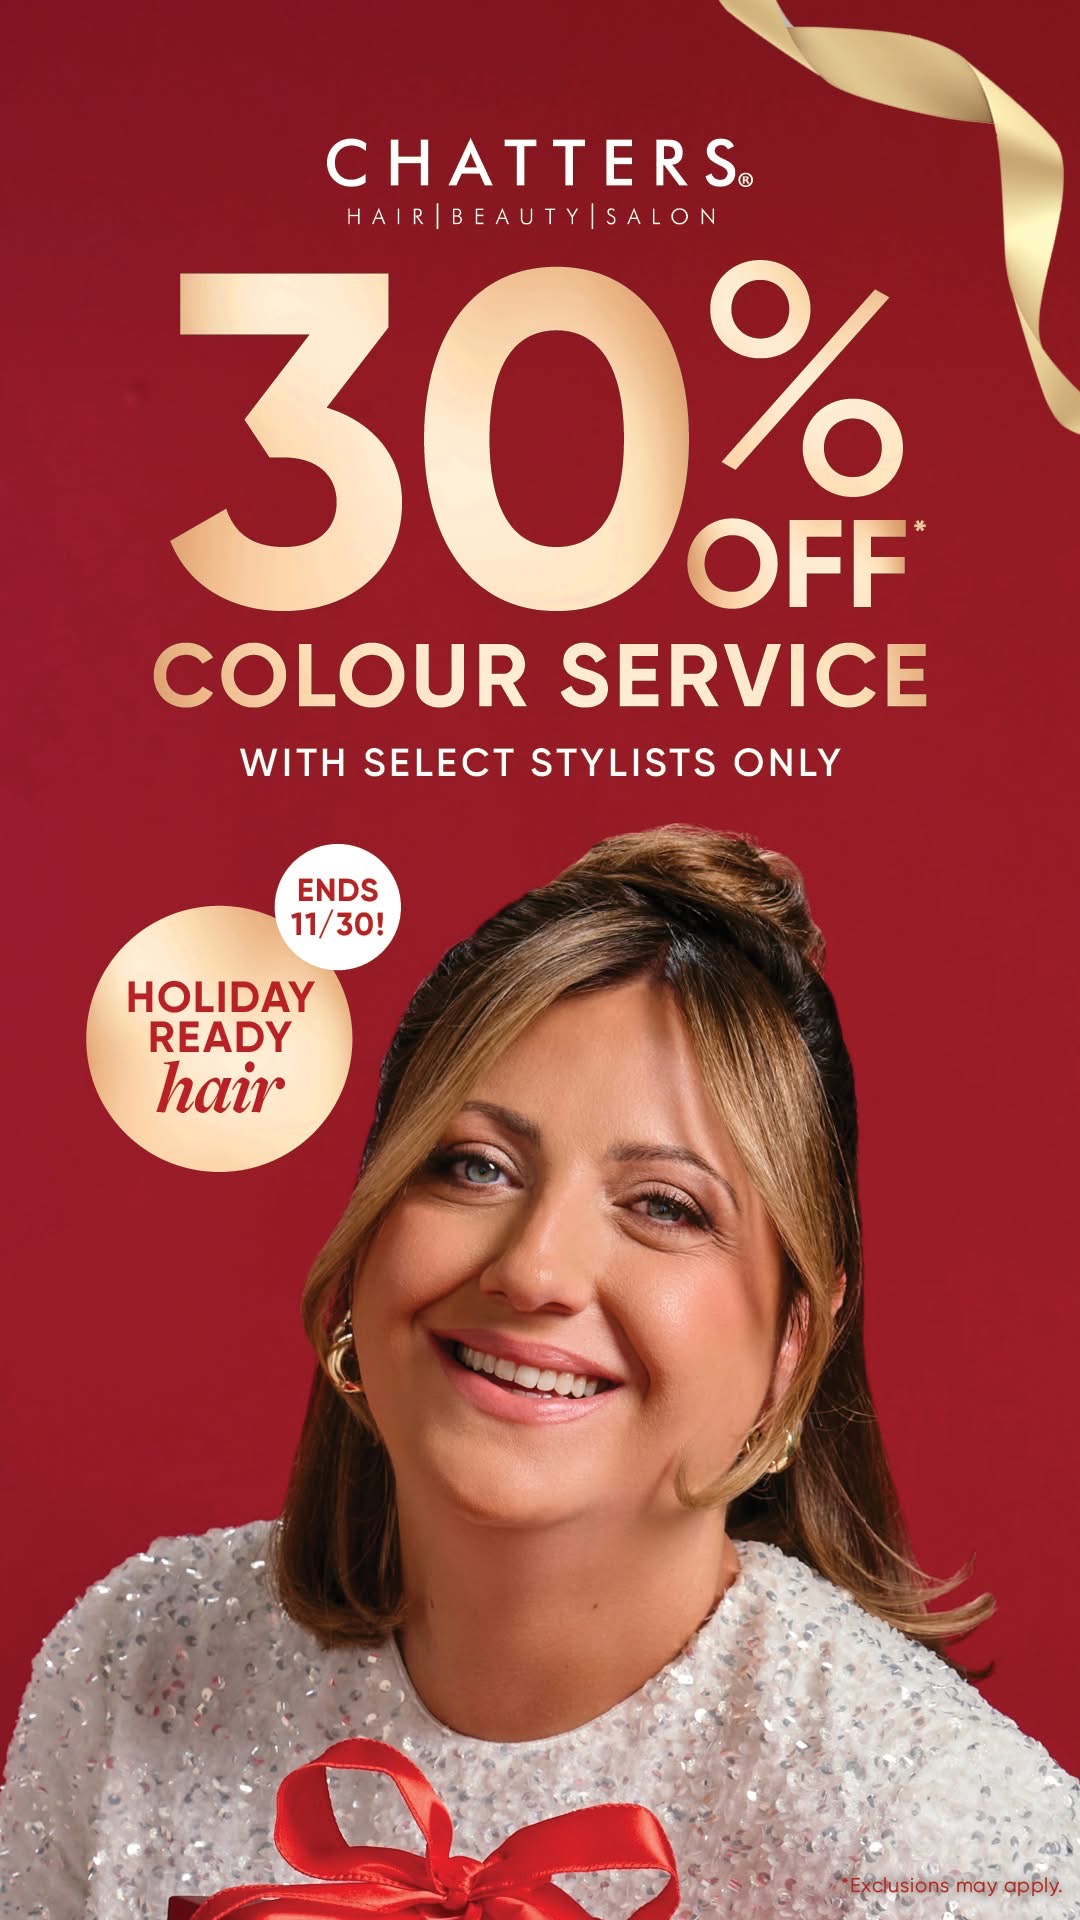 CHATTERS®
HAIR|BEAUTY|SALON
30%
OFF*
COLOUR SERVICE
WITH SELECT STYLISTS ONLY
ENDS
11/30!
HOLIDAY
READY
hair
*Exclusions may apply.